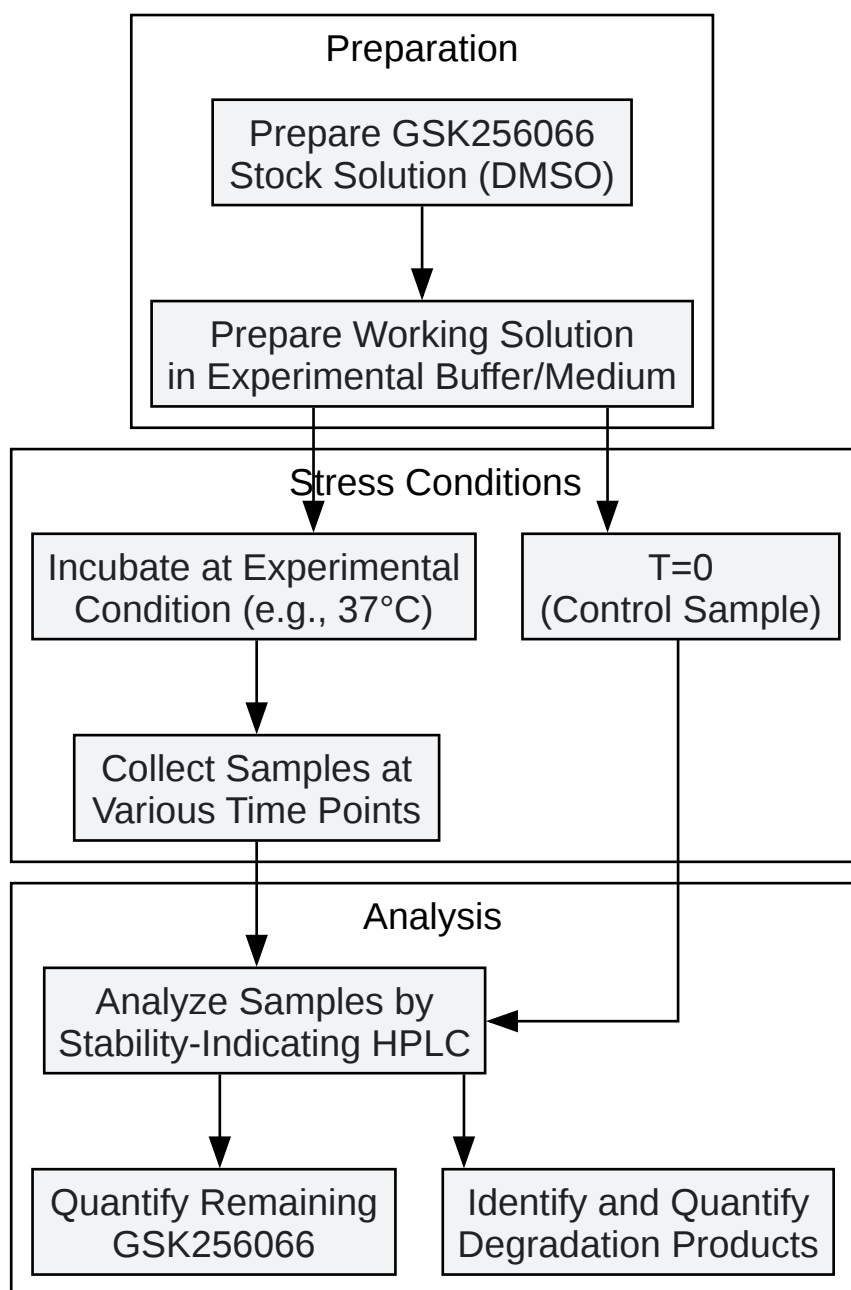 Preparation
Prepare GSK256066
Stock Solution (DMSO)
Prepare Working Solution
in Experimental Buffer/Medium
Stress Conditions
Incubate at Experimental
Condition (e.g., 37°C)
T=0
(Control Sample)
Collect Samples at
Various Time Points
Analysis
Analyze Samples by
Stability-Indicating HPLC
Quantify Remaining
GSK256066
Identify and Quantify
Degradation Products